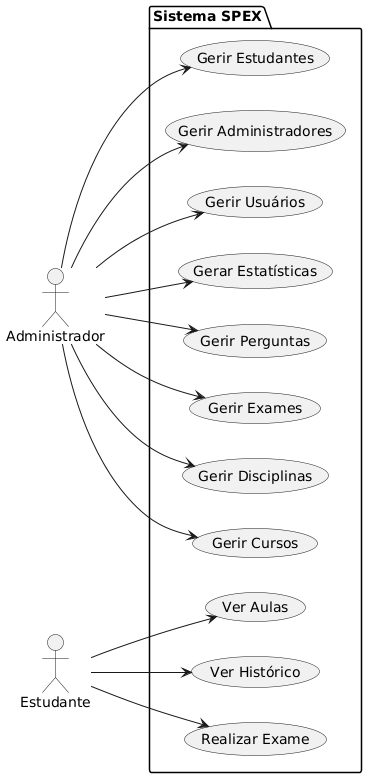 Sistema SPEX
Gerir Estudantes
Gerir Administradores
Gerir Usuários
Gerar Estatísticas
Administrador
Gerir Perguntas
Gerir Exames
Gerir Disciplinas
Gerir Cursos
Ver Aulas
Ver Histórico
Estudante
Realizar Exame